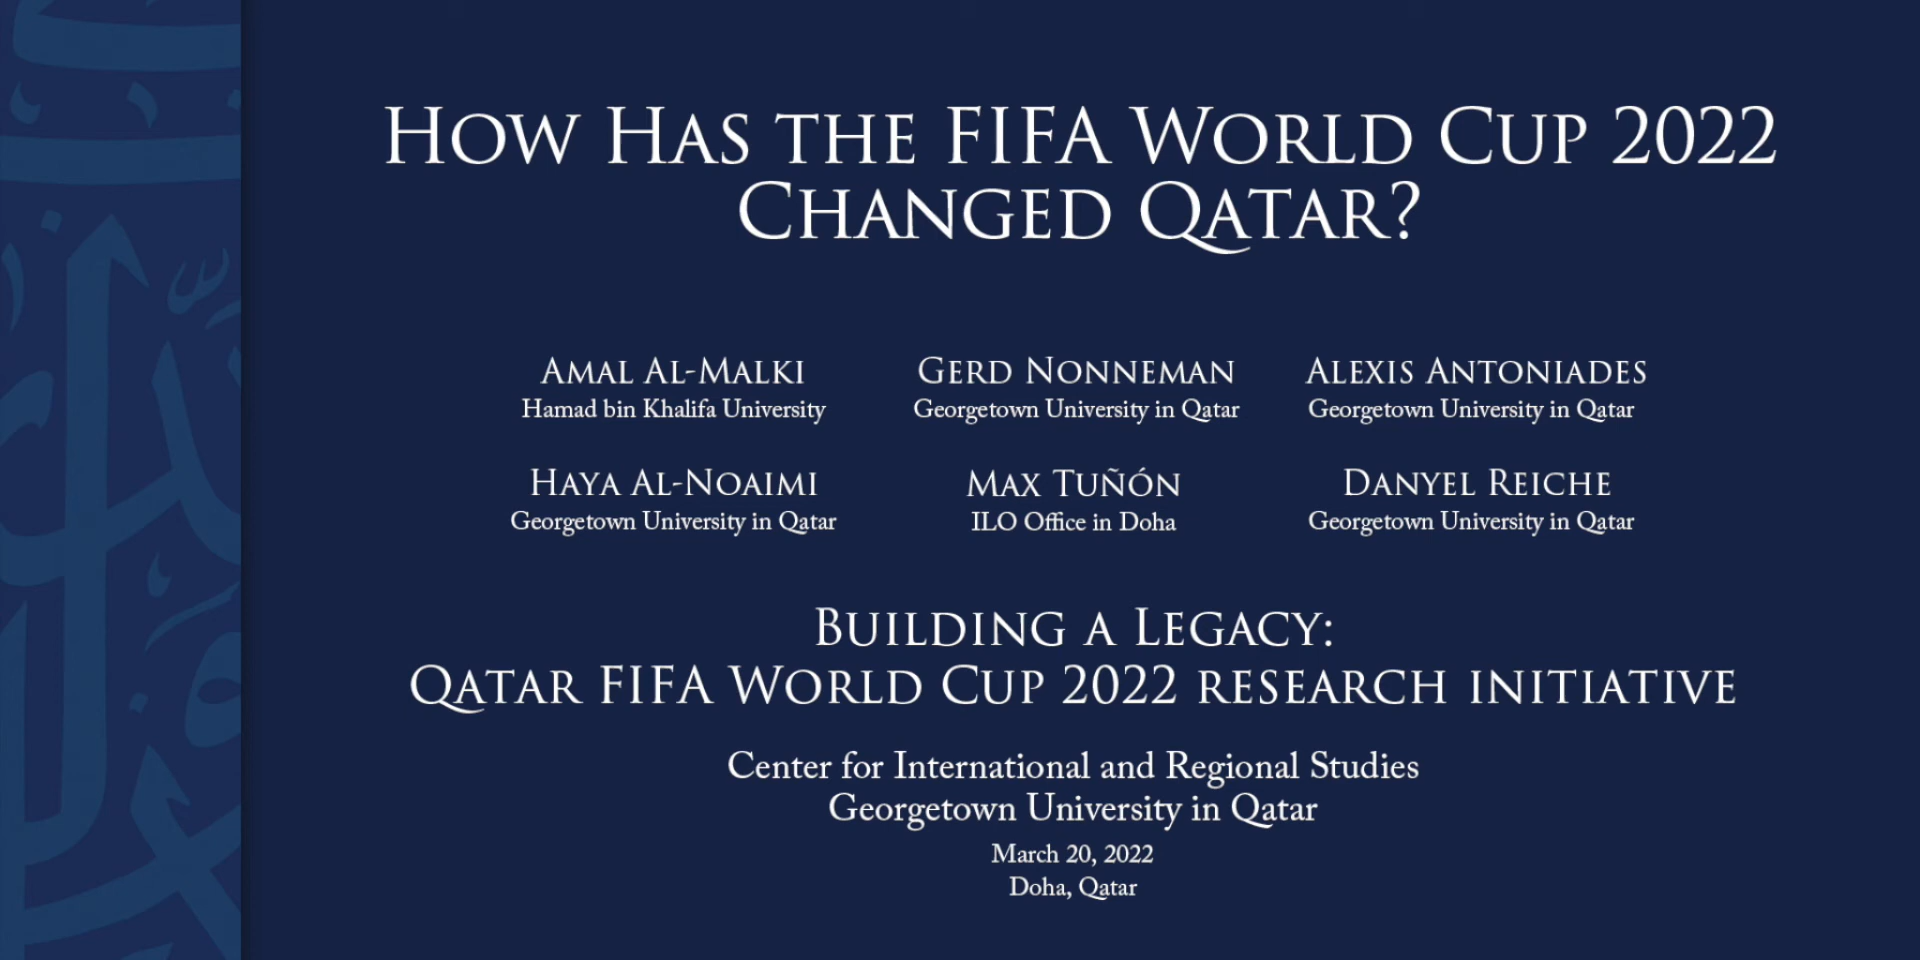 How Has the FIFA World Cup 2022
Changed Qatar?
Amal Al-Malki
Hamad bin Khalifa University
Gerd Nonneman
Georgetown University in Qatar
Alexis Antoniades
Georgetown University in Qatar
Haya Al-Noaimi
Georgetown University in Qatar
Max Tuñón
ILO Office in Doha
Danyel Reiche
Georgetown University in Qatar
Building a Legacy:
Qatar FIFA World Cup 2022 research initiative
Center for International and Regional Studies
Georgetown University in Qatar
March 20, 2022
Doha, Qatar